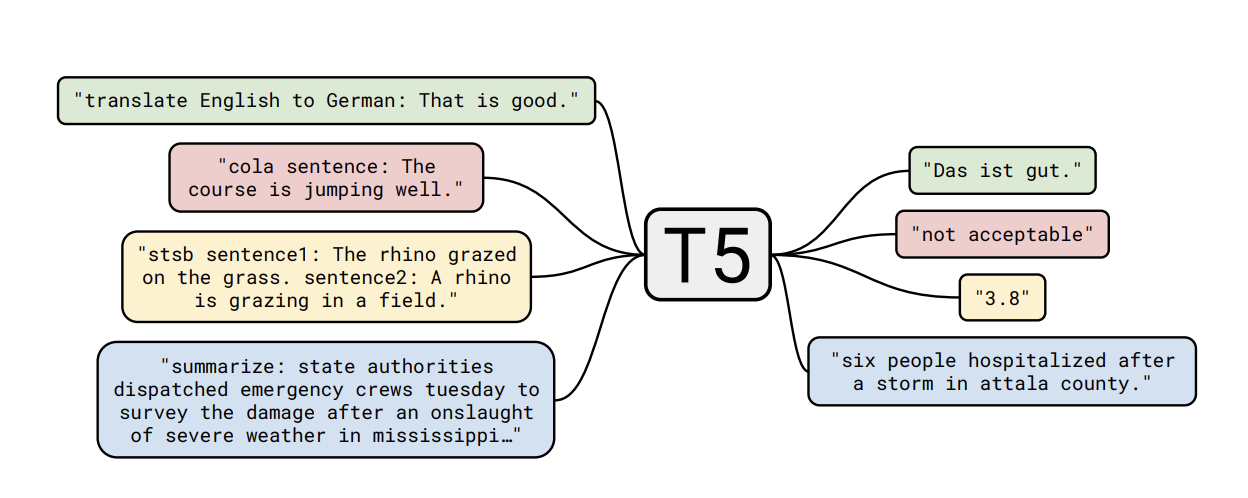 "translate English to German: That is good."
"cola sentence: The
course is jumping well."
"stsb sentence1: The rhino grazed
on the grass. sentence2: A rhino
is grazing in a field."
"summarize: state authorities
dispatched emergency crews tuesday to
survey the damage after an onslaught
of severe weather in mississippi…"
T5
"Das ist gut."
"not acceptable"
"3.8"
"six people hospitalized after
a storm in attala county."